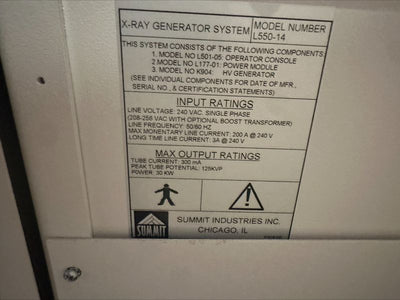 X-RAY GENERATOR SYSTEM
MODEL NUMBER
L550-14
THIS SYSTEM CONSISTS OF THE FOLLOWING COMPONENTS:
1. MODEL NO L501-05: OPERATOR CONSOLE
2 MODEL NO L177-01: POWER MODULE
3. MODEL NO K904: HV GENERATOR
(SEE INDIVIDUAL COMPONENTS FOR DATE OF MFR.,
SERIAL NO., & CERTIFICATION STATEMENTS)
INPUT RATINGS
LINE VOLTAGE: 240 VAC, SINGLE PHASE
(208-256 VAC WITH OPTIONAL BOOST TRANSFORMER)
LINE FREQUENCY: 50/60 HZ
MAX MONENTARY LINE CURRENT: 200 A @ 240 V
LONG TIME LINE CURRENT: 3A @ 240 V
MAX OUTPUT RATINGS
TUBE CURRENT: 300 mA
PEAK TUBE POTENTIAL: 125KVP
POWER: 30 KW
SUMMIT
SUMMIT INDUSTRIES INC.
CHICAGO, IL